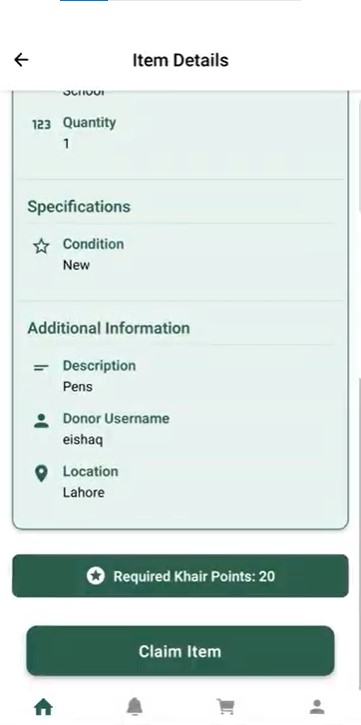 Item Details
School
123 Quantity
1
Specifications
Condition
New
Additional Information
Description
Pens
Donor Username
eishaq
Location
Lahore
Required Khair Points: 20
Claim Item